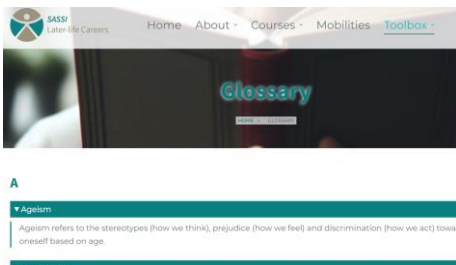 SASSI
Later-life Careers
Home About Courses Mobilities Toolbox
Glossary
HOME > GLOSSARY
A
▼Ageism
Ageism refers to the stereotypes (how we think), prejudice (how we feel) and discrimination (how we act) towa
oneself based on age.